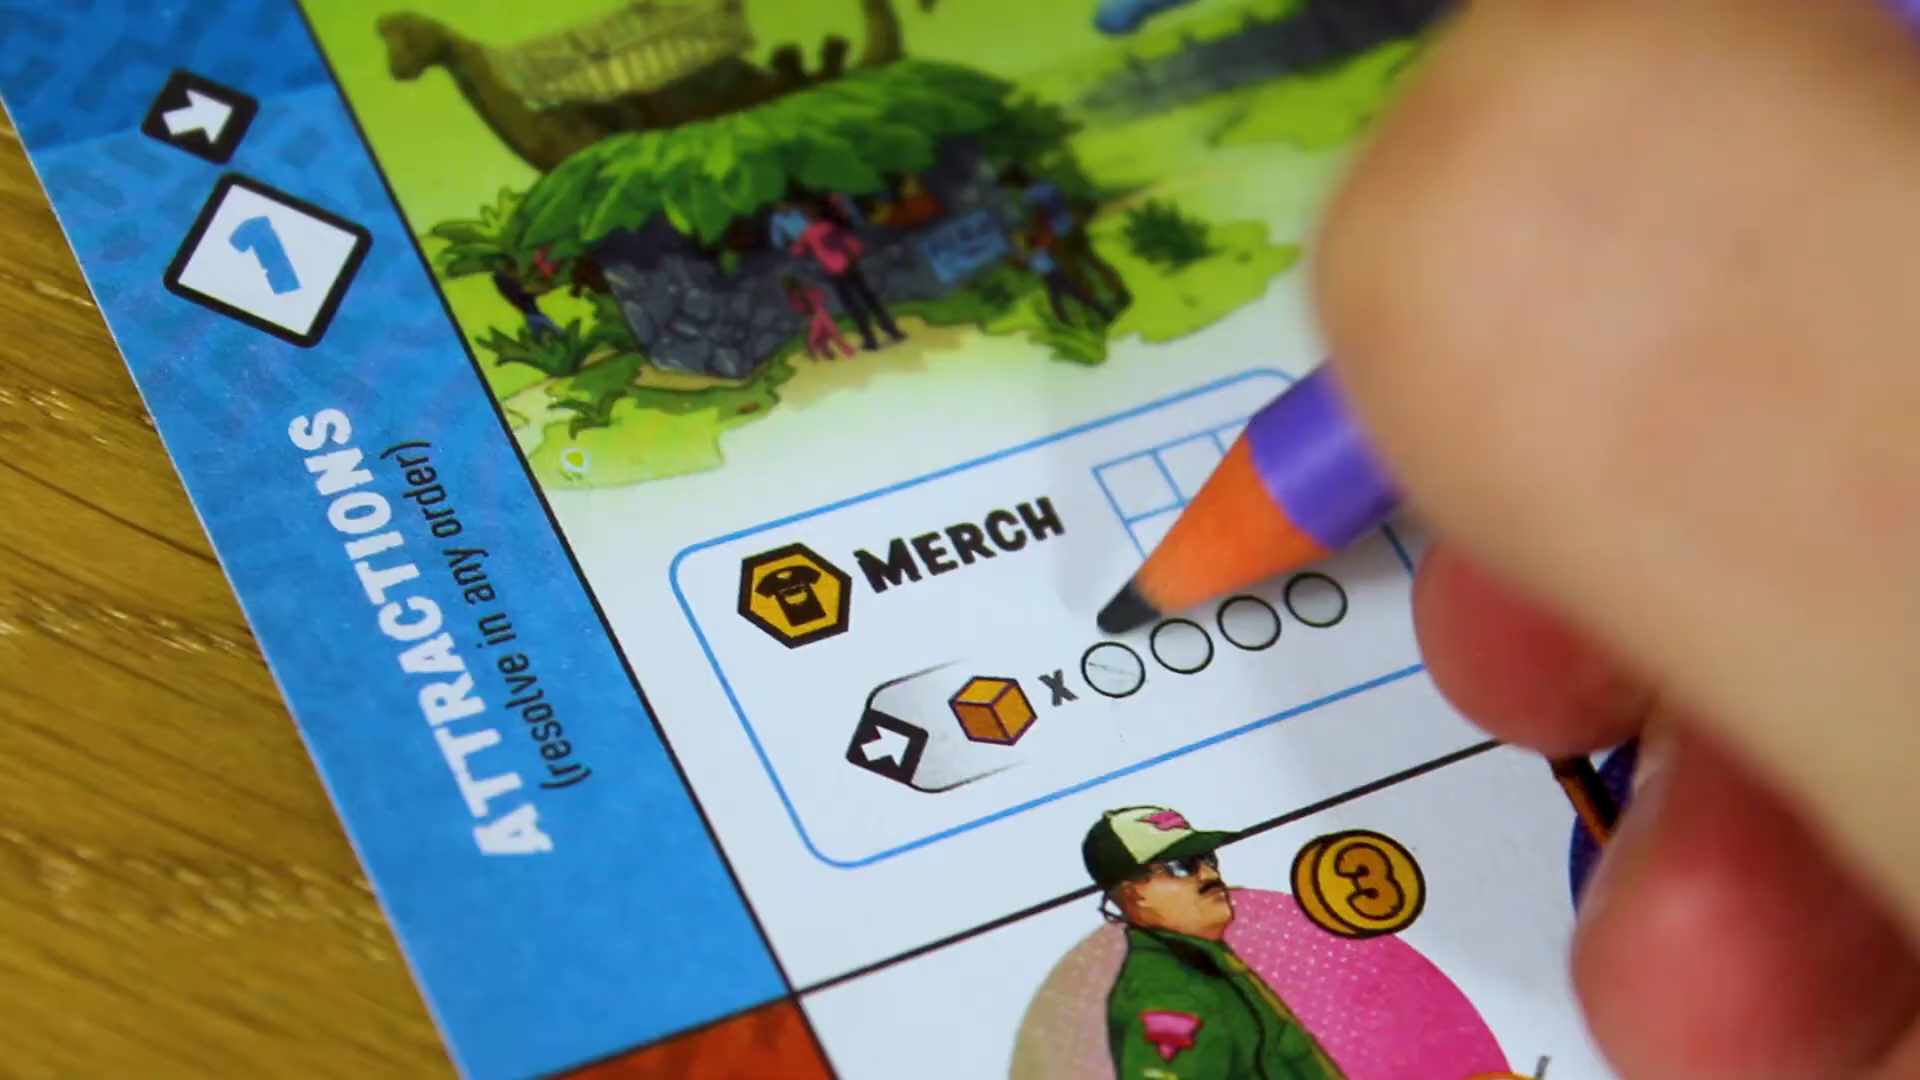 1
ATTRACTIONS
(resolve in any order)
MERCH
x
3